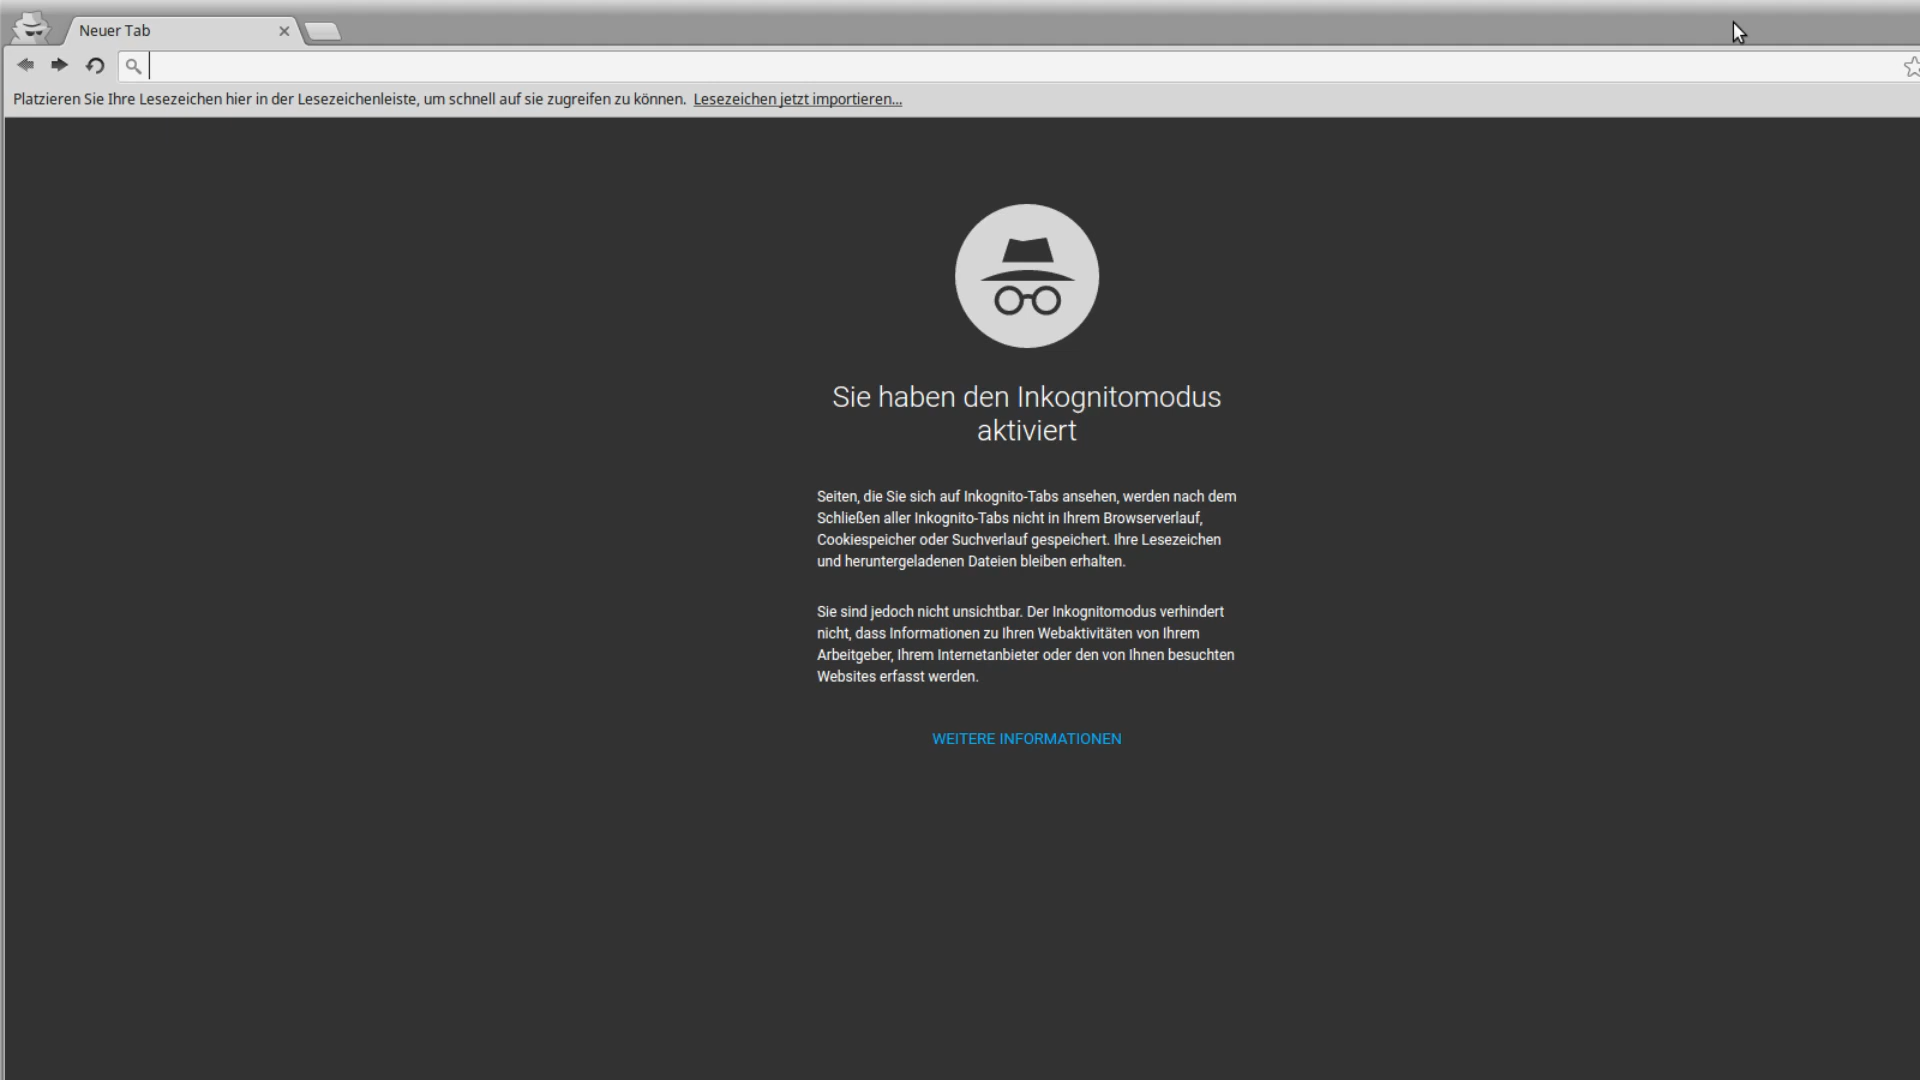 Neuer Tab
Platzieren Sie Ihre Lesezeichen hier in der Lesezeichenleiste, um schnell auf sie zugreifen zu können. Lesezeichen jetzt importieren...
Sie haben den Inkognitomodus
aktiviert
Seiten, die Sie sich auf Inkognito-Tabs ansehen, werden nach dem
Schließen aller Inkognito-Tabs nicht in Ihrem Browserverlauf,
Cookiespeicher oder Suchverlauf gespeichert. Ihre Lesezeichen
und heruntergeladenen Dateien bleiben erhalten.
Sie sind jedoch nicht unsichtbar. Der Inkognitomodus verhindert
nicht, dass Informationen zu Ihren Webaktivitäten von Ihrem
Arbeitgeber, Ihrem Internetanbieter oder den von Ihnen besuchten
Websites erfasst werden.
WEITERE INFORMATIONEN